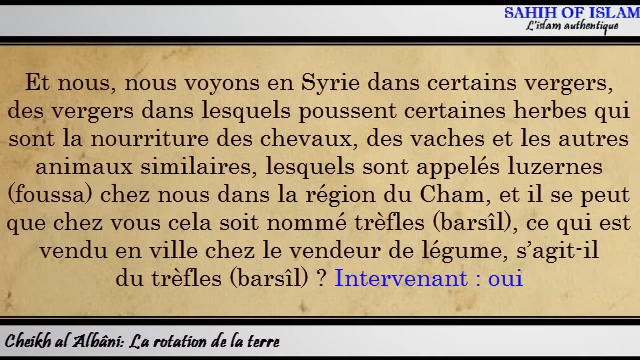 SAHIH OF ISLAM
L'islam authentique
Et nous, nous voyons en Syrie dans certains vergers,
des vergers dans lesquels poussent certaines herbes qui
sont la nourriture des chevaux, des vaches et les autres
animaux similaires, lesquels sont appelés luzernes
(foussa) chez nous dans la région du Cham, et il se peut
que chez vous cela soit nommé trèfles (barsîl), ce qui est
vendu en ville chez le vendeur de légume, s'agit-il
du trèfles (barsîl) ? Intervenant : oui
Cheikh al Albâni: La rotation de la terre